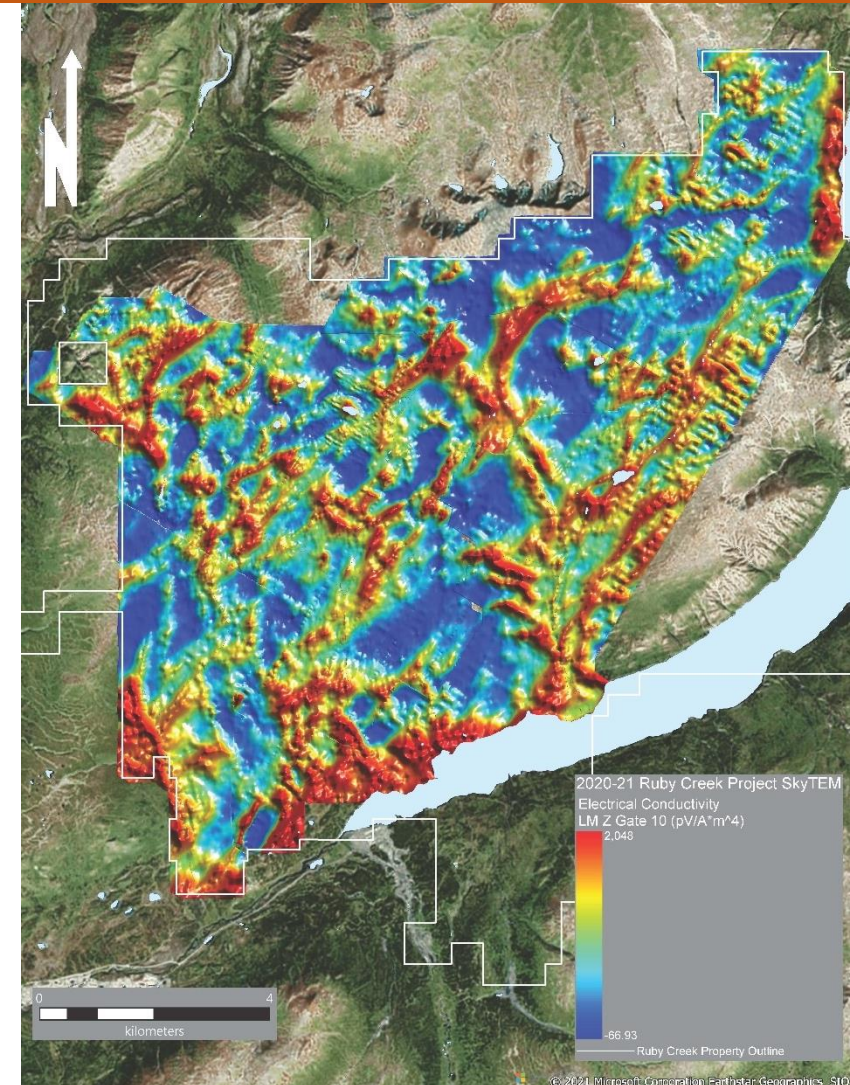 N
2020-21 Ruby Creek Project SkyTEM
Electrical Conductivity
LM Z Gate 10 (pV/A*m^4)
2,048
-66.93
Ruby Creek Property Outline
0 4
kilometers
© 2021 Microsoft Corporation Earthstar Geographics SIO